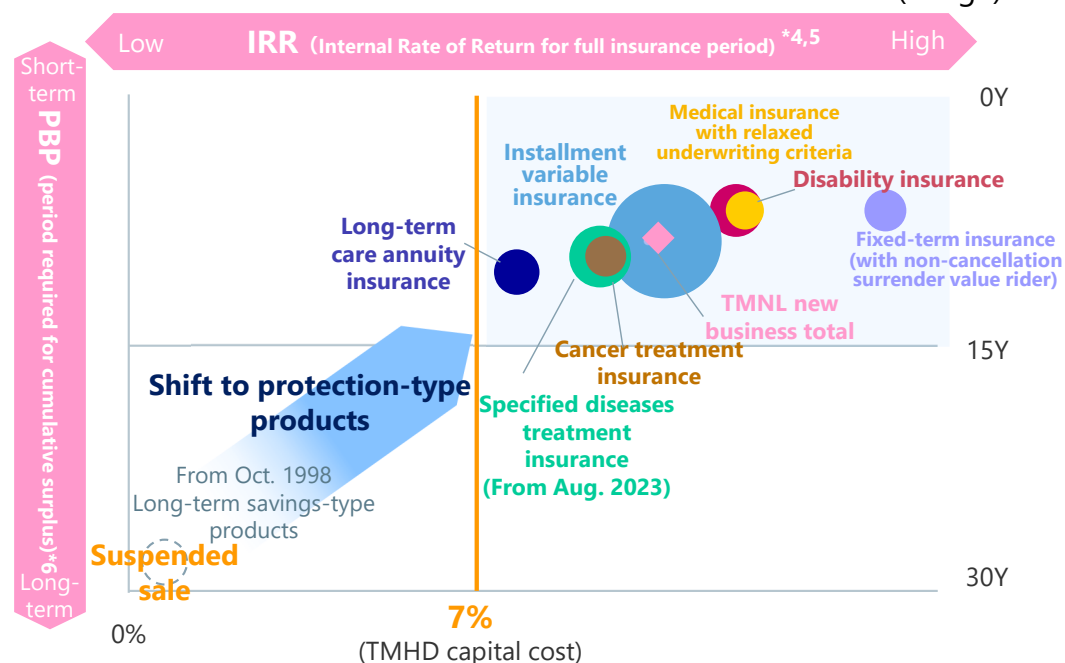 Low
IRR (Internal Rate of Return for full insurance period) *4,5
High
Short-
term
PBP (period required for cumulative surplus)*6
Long-
term
0Y
15Y
30Y
Medical insurance
with relaxed
underwriting criteria
Installment
variable
insurance
Disability insurance
Long-term
care annuity
insurance
Fixed-term insurance
(with non-cancellation
surrender value rider)
TMNL new
business total
Cancer treatment
insurance
Shift to protection-type
products
Specified diseases
treatment
insurance
(From Aug. 2023)
From Oct. 1998
Long-term savings-type
products
Suspended
sale
0%
7%
(TMHD capital cost)